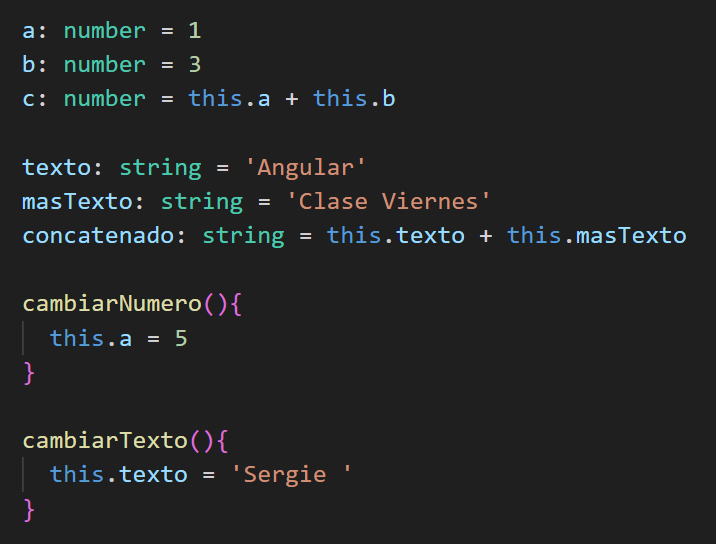 a: number = 1
b: number = 3
c: number = this.a + this.b
texto: string = 'Angular'
masTexto: string = 'Clase Viernes'
concatenado: string = this.texto + this.masTexto
cambiarNumero(){
this.a = 5
}
cambiarTexto(){
this.texto = 'Sergie '
}